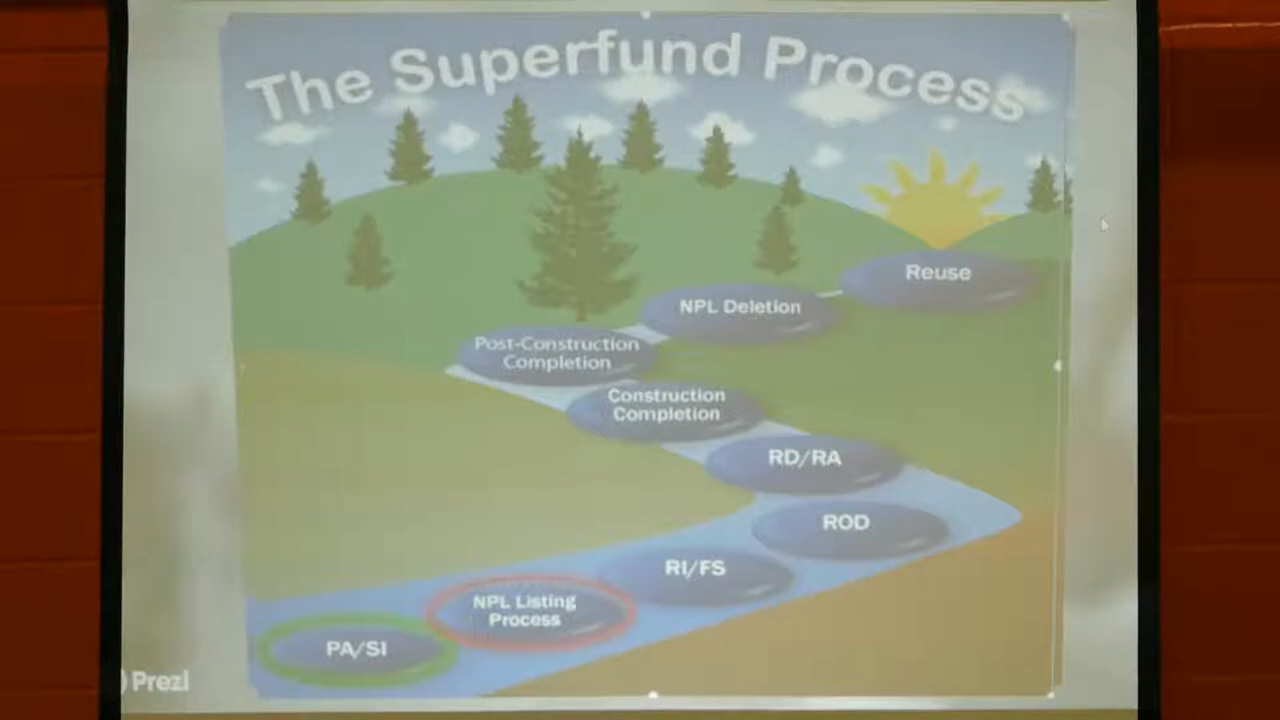 The Superfund Process
Reuse
NPL Deletion
Post-Construction
Completion
Construction
Completion
RD/RA
ROD
RI/FS
NPL Listing
Process
PA/SI
Prezi